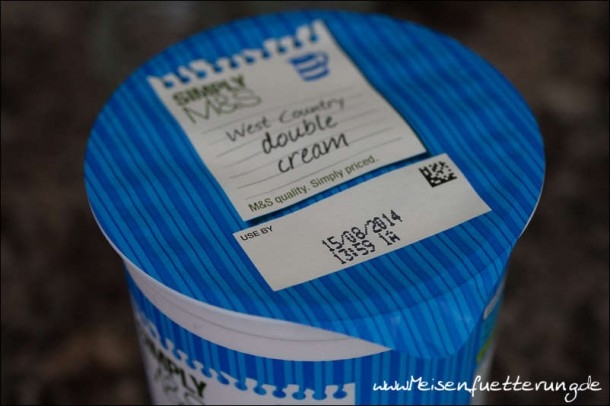 SIMPLY
M&S
West Country
double
cream
M&S quality. Simply priced.
USE BY
15/08/2014
13:59 1A
SIMPLY
M&S
www.Meisenfuetterung.de